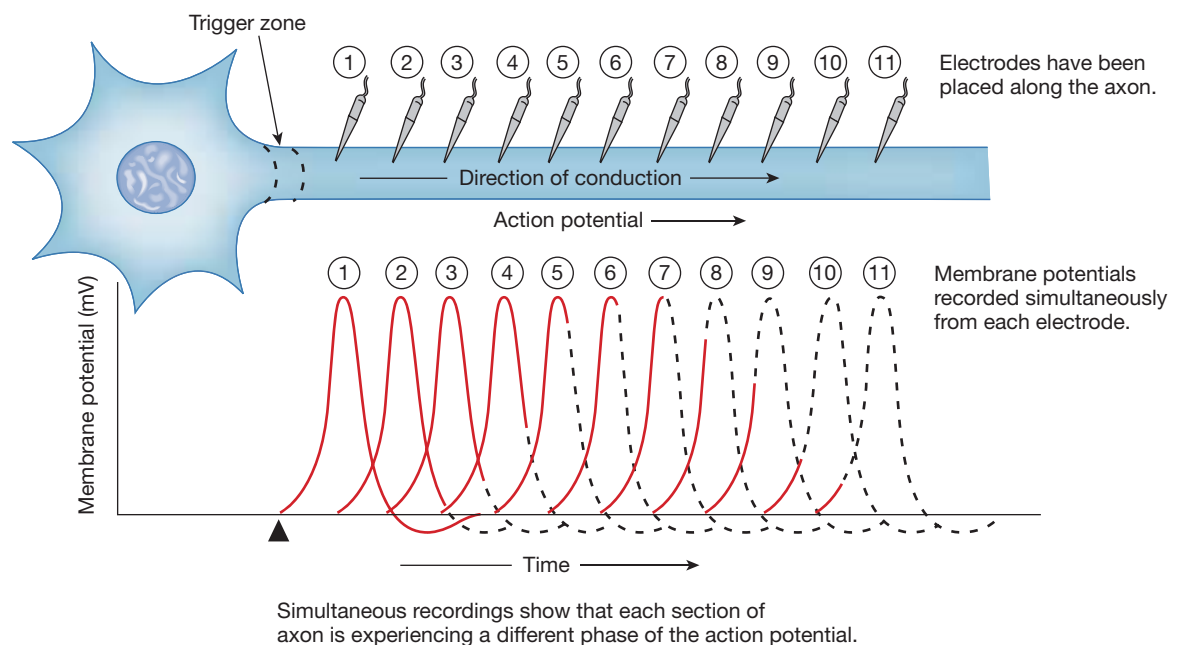 Trigger zone
1 2 3 4 5 6 7 8 9 10 11
Electrodes have been
placed along the axon.
Direction of conduction
Action potential
1 2 3 4 5 6 7 8 9 10 11
Membrane potentials
recorded simultaneously
from each electrode.
Membrane potential (mV)
Time
Simultaneous recordings show that each section of
axon is experiencing a different phase of the action potential.